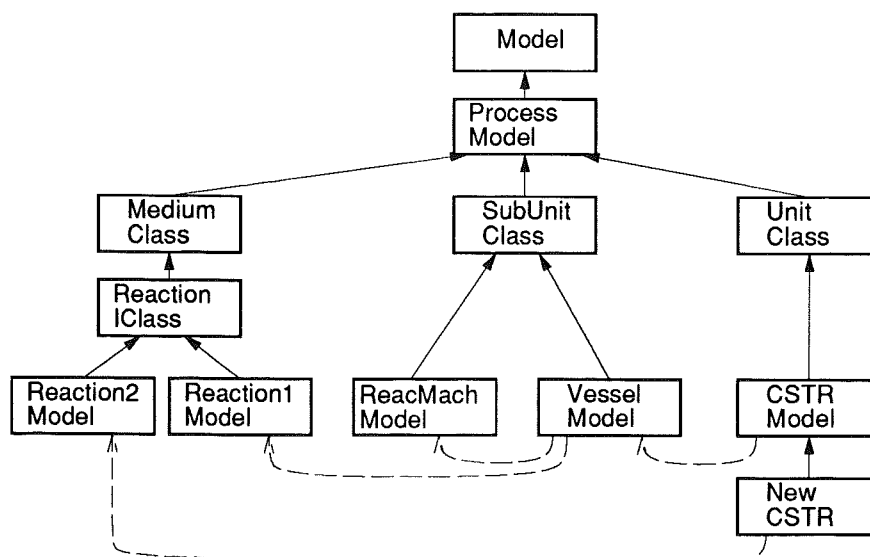 Model
Process
Model
Medium
Class
SubUnit
Class
Unit
Class
Reaction
IClass
Reaction2
Model
Reaction1
Model
ReacMach
Model
Vessel
Model
CSTR
Model
New
CSTR